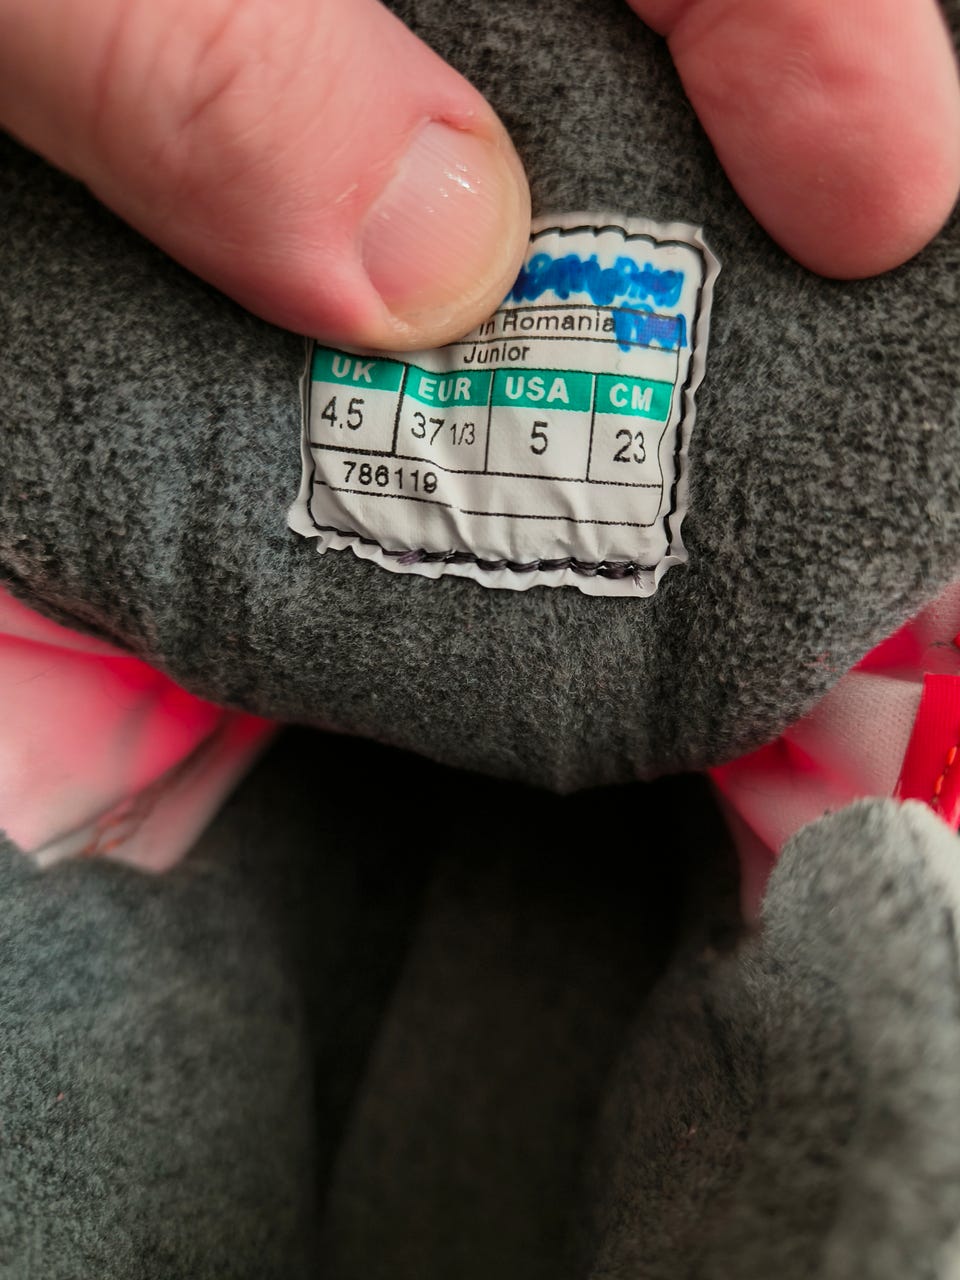 in Romania
Junior
UK EUR USA CM
4.5 37 1/3 5 23
786119